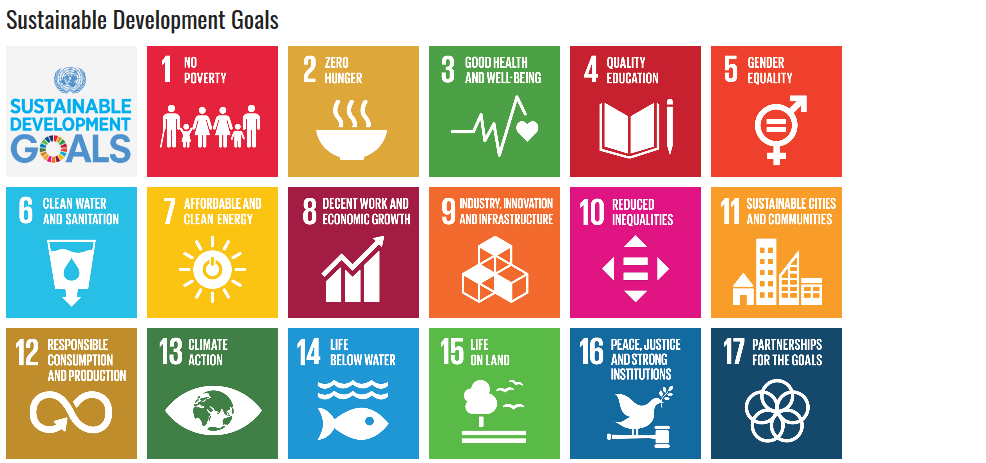 Sustainable Development Goals
SUSTAINABLE
DEVELOPMENT
GOALS
1 NO
POVERTY
2 ZERO
HUNGER
3 GOOD HEALTH
AND WELL-BEING
4 QUALITY
EDUCATION
5 GENDER
EQUALITY
6 CLEAN WATER
AND SANITATION
7 AFFORDABLE AND
CLEAN ENERGY
8 DECENT WORK AND
ECONOMIC GROWTH
9 INDUSTRY, INNOVATION
AND INFRASTRUCTURE
10 REDUCED
INEQUALITIES
11 SUSTAINABLE CITIES
AND COMMUNITIES
12 RESPONSIBLE
CONSUMPTION
AND PRODUCTION
13 CLIMATE
ACTION
14 LIFE
BELOW WATER
15 LIFE
ON LAND
16 PEACE, JUSTICE
AND STRONG
INSTITUTIONS
17 PARTNERSHIPS
FOR THE GOALS